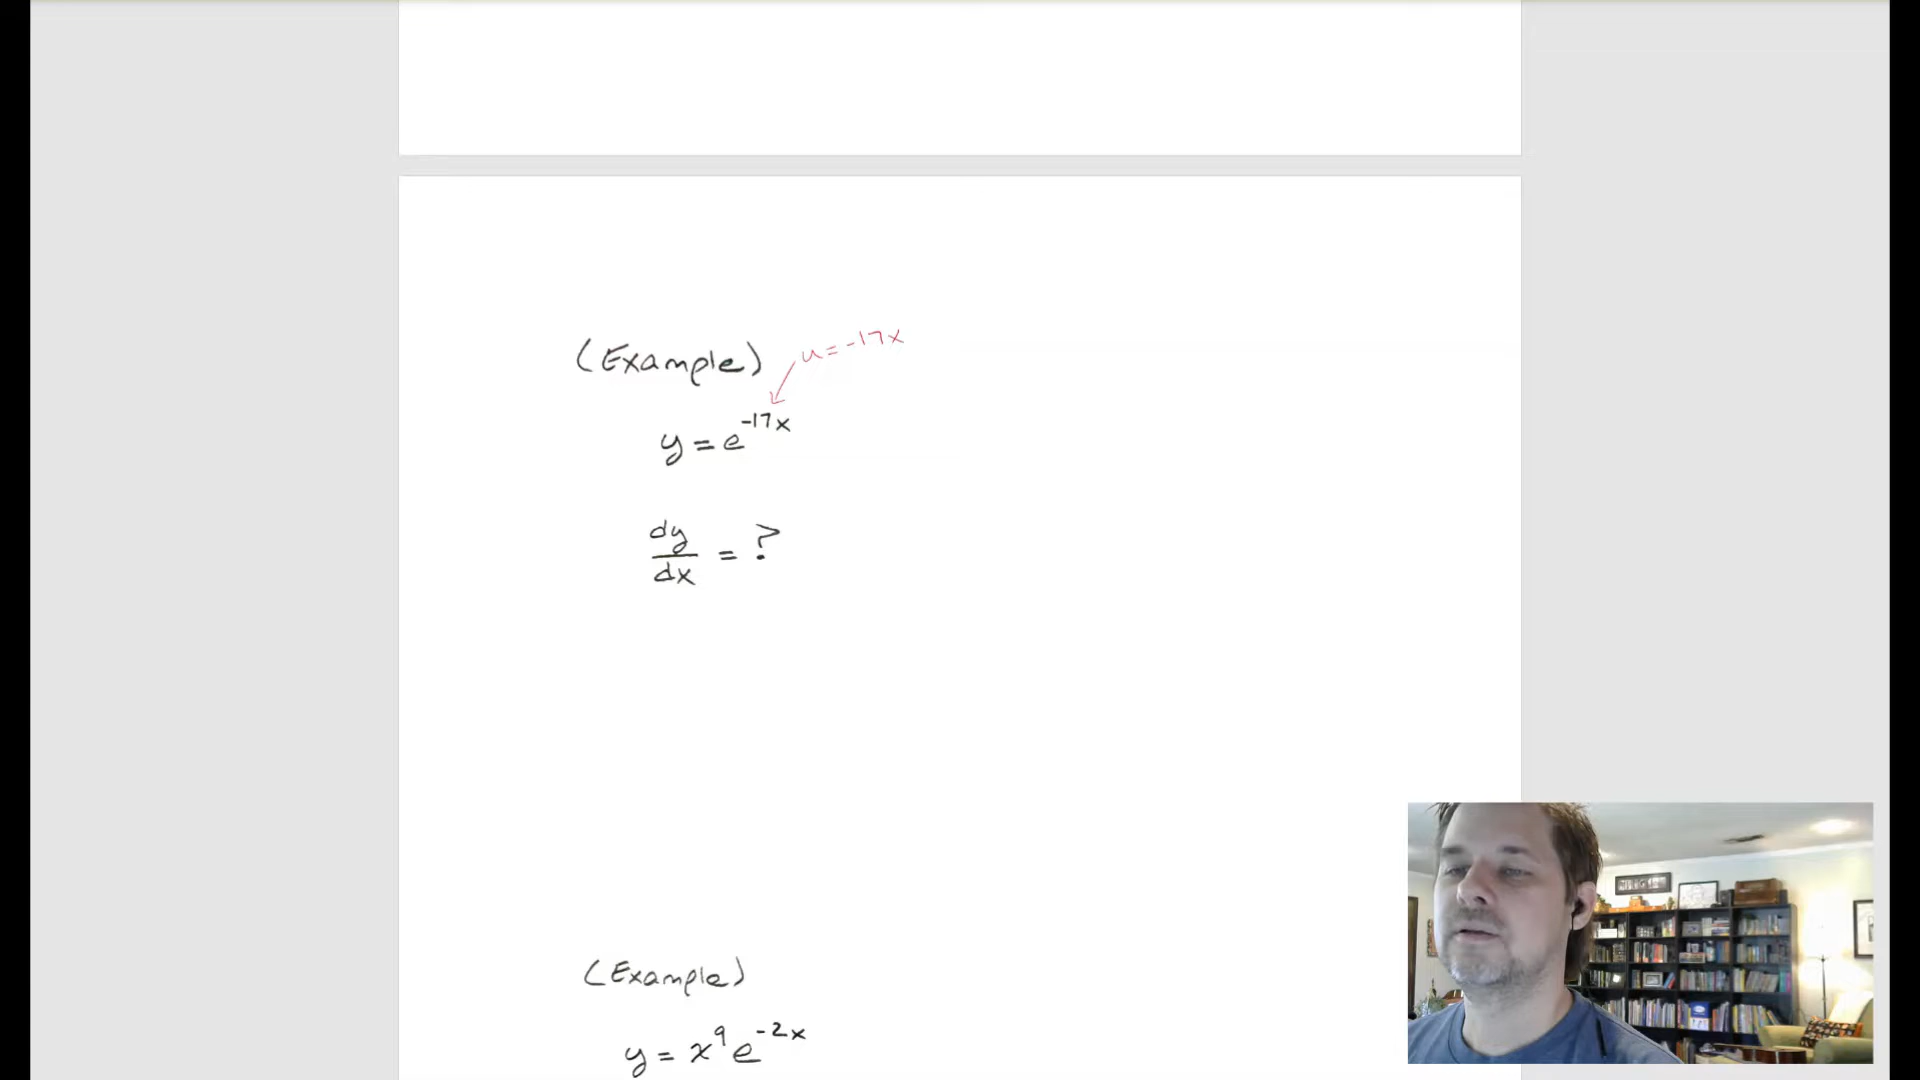 (Example)
u = -17x
y = e^{-17x}
dy/dx = ?
(Example)
y = x^9 e^{-2x}